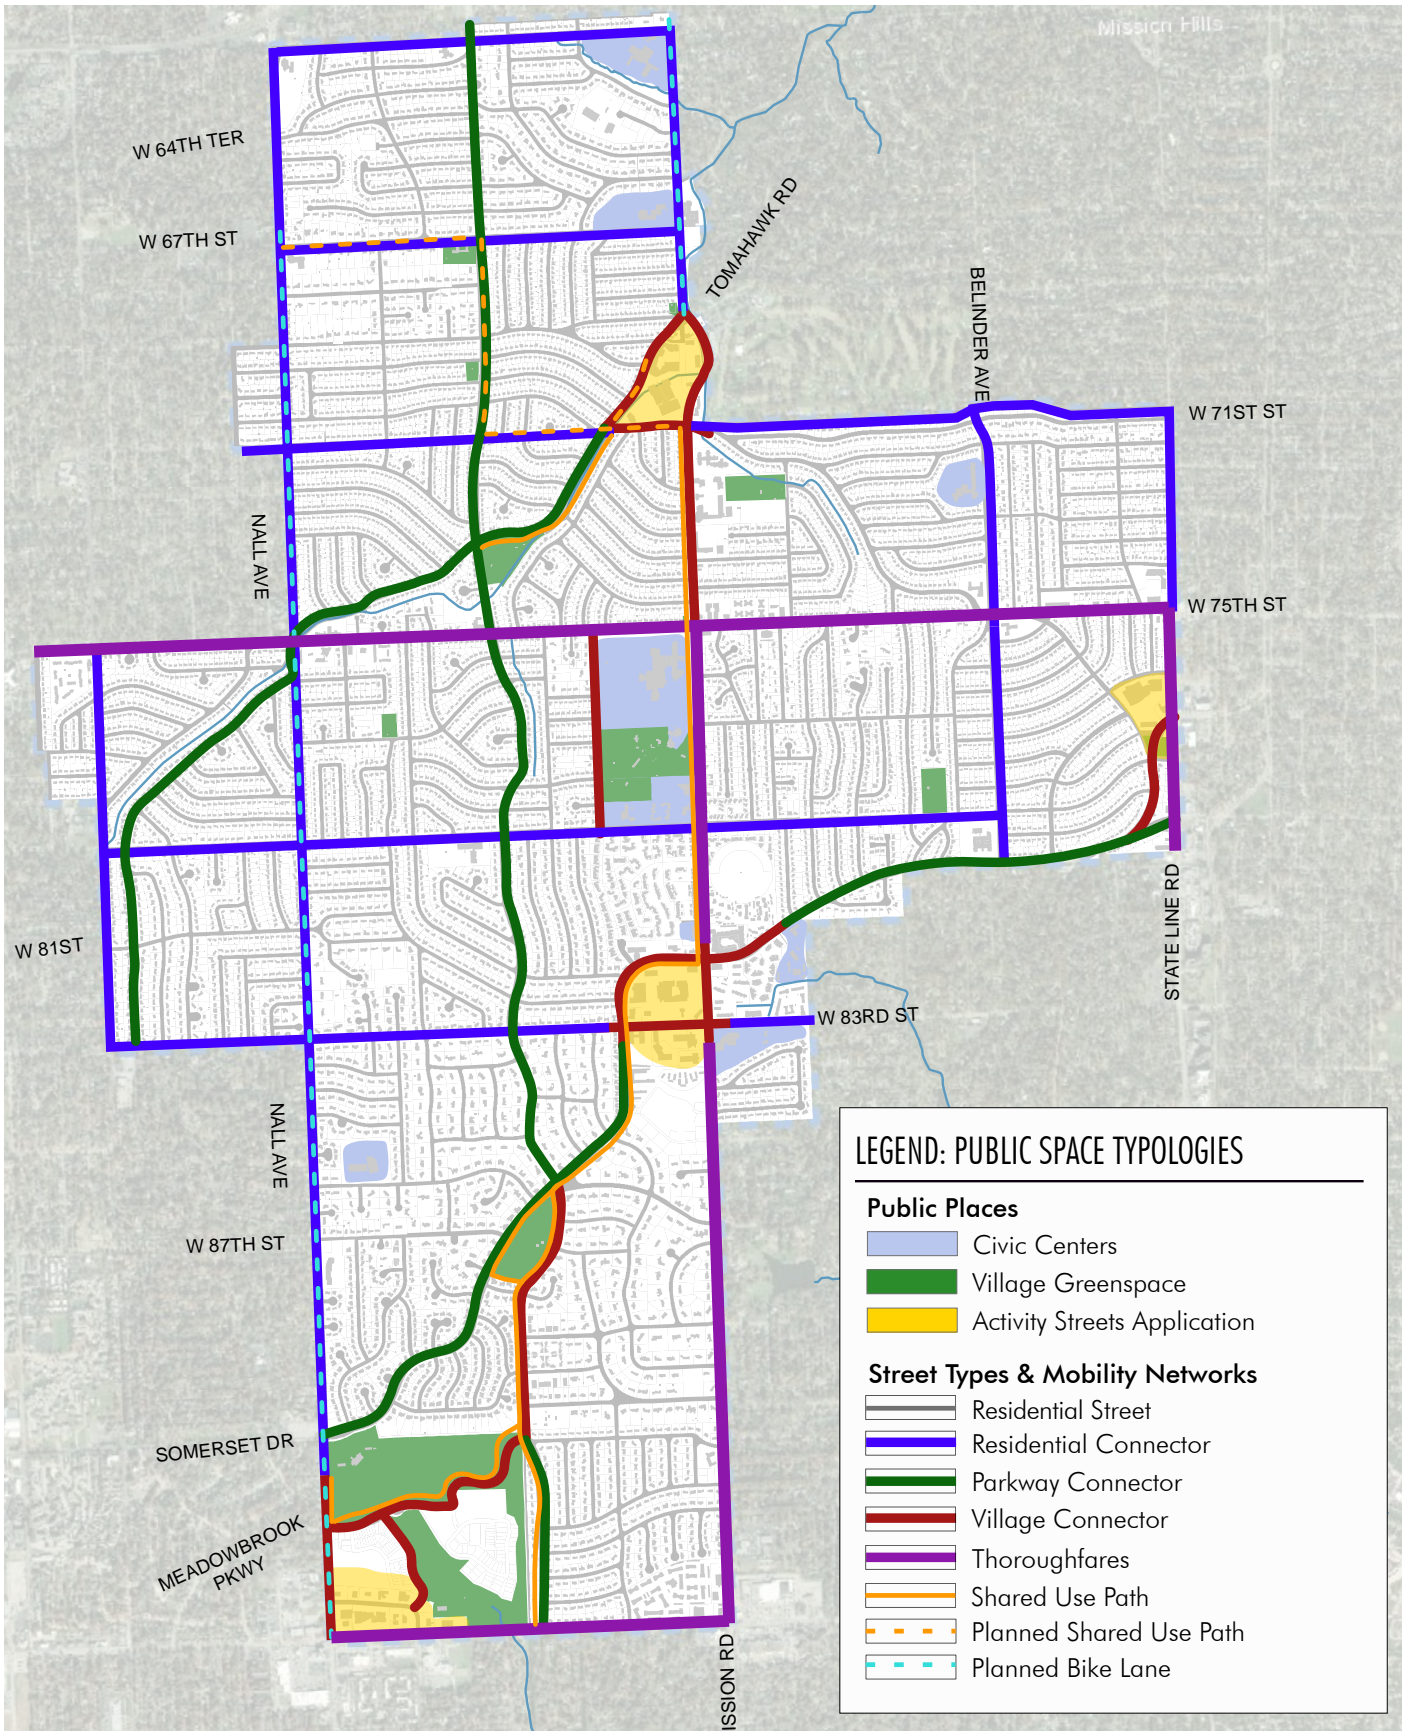 Mission Hills
W 64TH TER
TOMAHAWK RD
W 67TH ST
BELINDER AVE
W 71ST ST
NALL AVE
W 75TH ST
W 81ST
STATE LINE RD
W 83RD ST
NALL AVE
W 87TH ST
SOMERSET DR
MEADOWBROOK
PKWY
ISSION RD
LEGEND: PUBLIC SPACE TYPOLOGIES
Public Places
Civic Centers
Village Greenspace
Activity Streets Application
Street Types & Mobility Networks
Residential Street
Residential Connector
Parkway Connector
Village Connector
Thoroughfares
Shared Use Path
Planned Shared Use Path
Planned Bike Lane